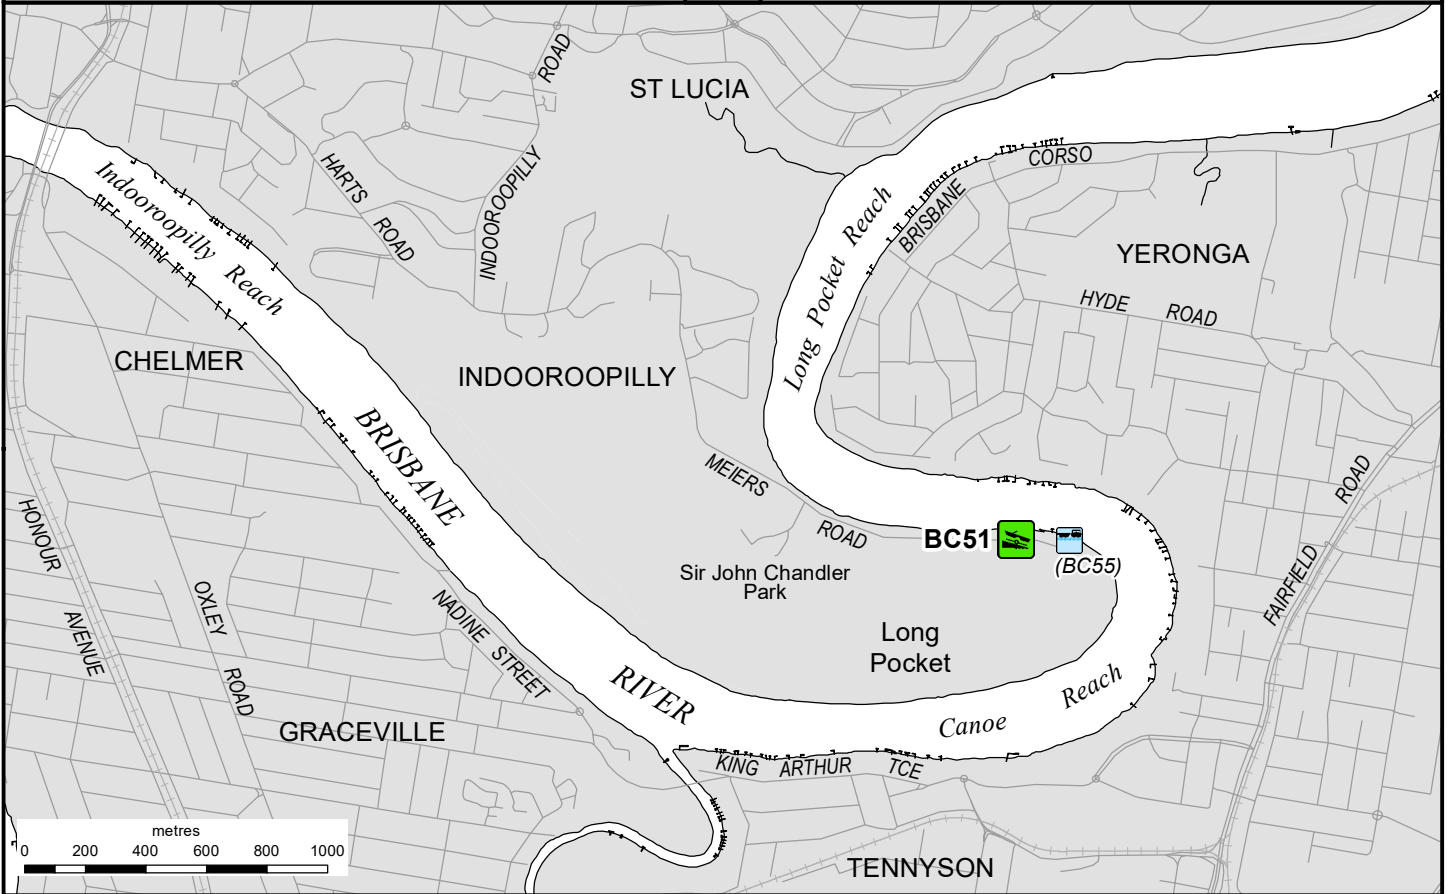 ROAD
ST LUCIA
CORSO
HARTS
ROAD
INDOOROOPILLY
Indooroopilly Reach
Long Pocket Reach
BRISBANE
YERONGA
HYDE ROAD
CHELMER
INDOOROOPILLY
BRISBANE
MEIERS
ROAD
ROAD
HONOUR
AVENUE
BC51
(BC55)
FAIRFIELD
Sir John Chandler
Park
OXLEY
ROAD
NADINE STREET
Long
Pocket
RIVER
Canoe Reach
GRACEVILLE
KING ARTHUR TCE
metres
0 200 400 600 800 1000
TENNYSON